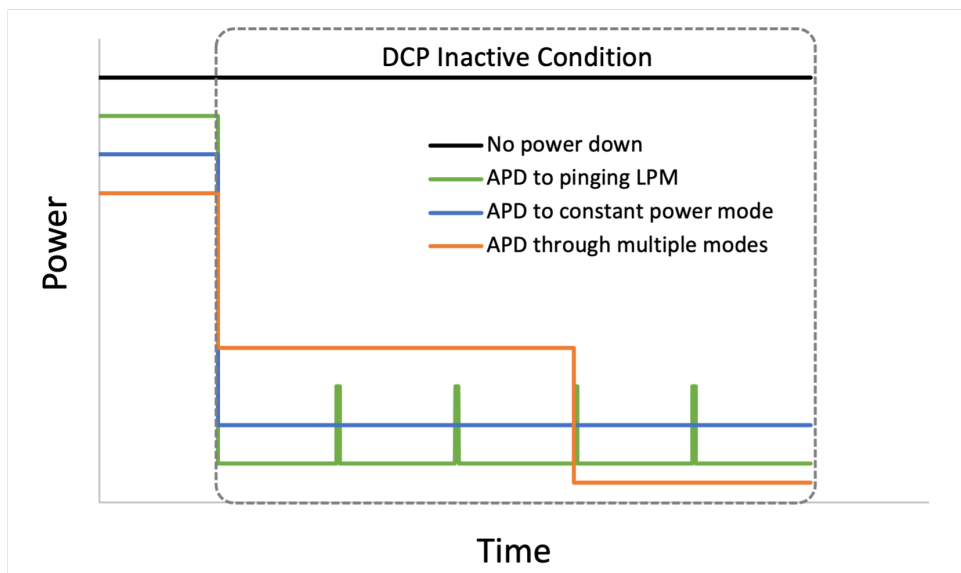 DCP Inactive Condition
No power down
APD to pinging LPM
APD to constant power mode
APD through multiple modes
Power
Time